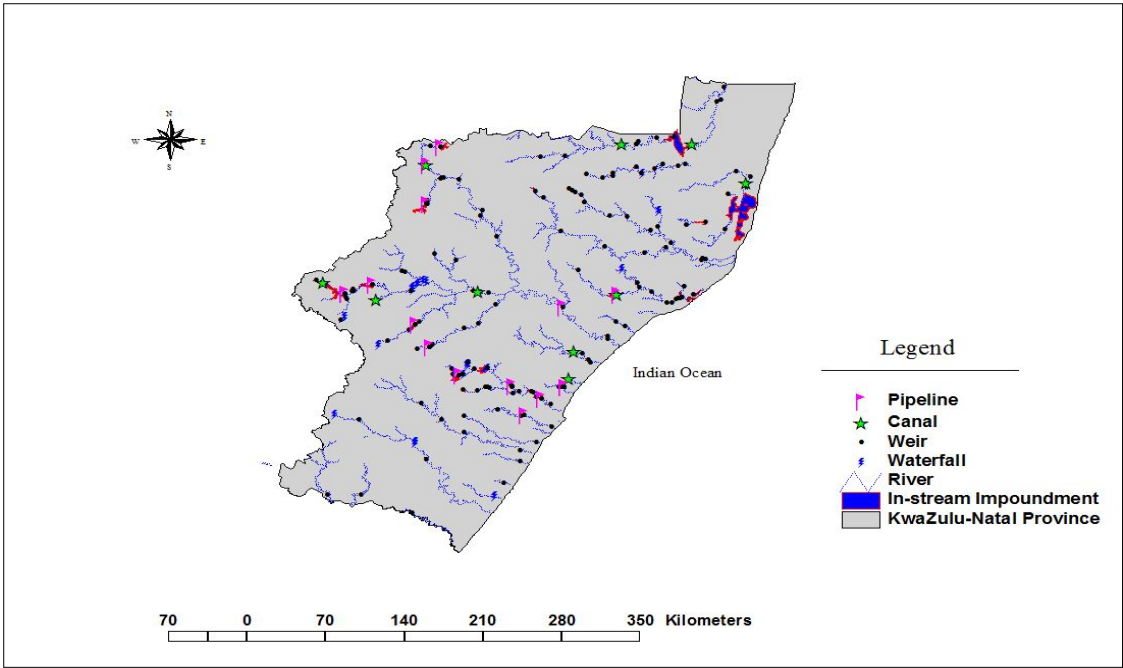 N
W E
S
Indian Ocean
Legend
Pipeline
Canal
Weir
Waterfall
River
In-stream Impoundment
KwaZulu-Natal Province
70 0 70 140 210 280 350 Kilometers